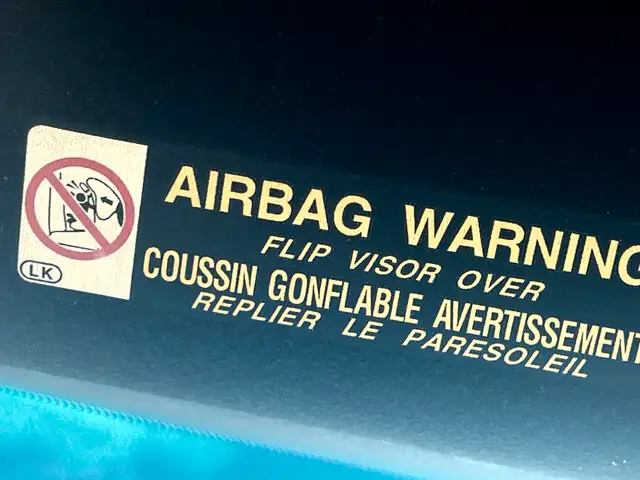 AIRBAG WARNING
FLIP VISOR OVER
COUSSIN GONFLABLE AVERTISSEMENT
REPLIER LE PARESOLEIL
LK